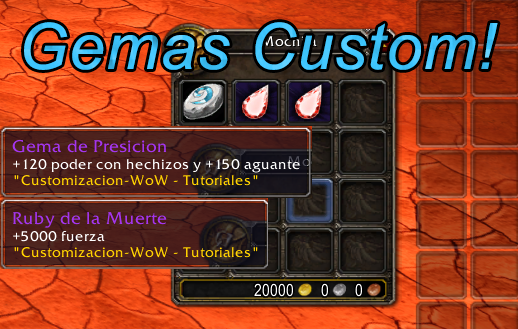 Gemas Custom!
Gema de Presicion
+120 poder con hechizos y +150 aguante
"Customizacion-WoW - Tutoriales"
Ruby de la Muerte
+5000 fuerza
"Customizacion-WoW - Tutoriales"
20000 0 0